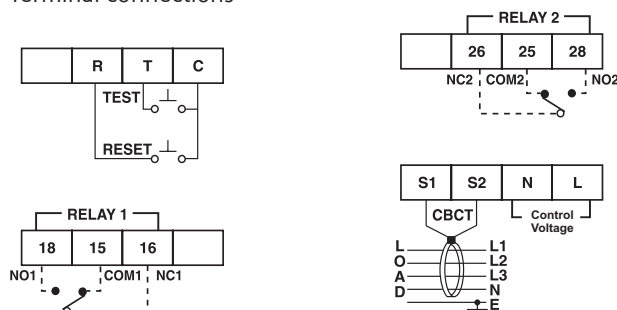 Terminal connections
R T C
TEST
RESET
RELAY 1
18 15 16
NO1 COM1 NC1
RELAY 2
26 25 28
NC2 COM2 NO2
S1 S2 N L
CBCT
Control
Voltage
L L1
O L2
A L3
D N
E